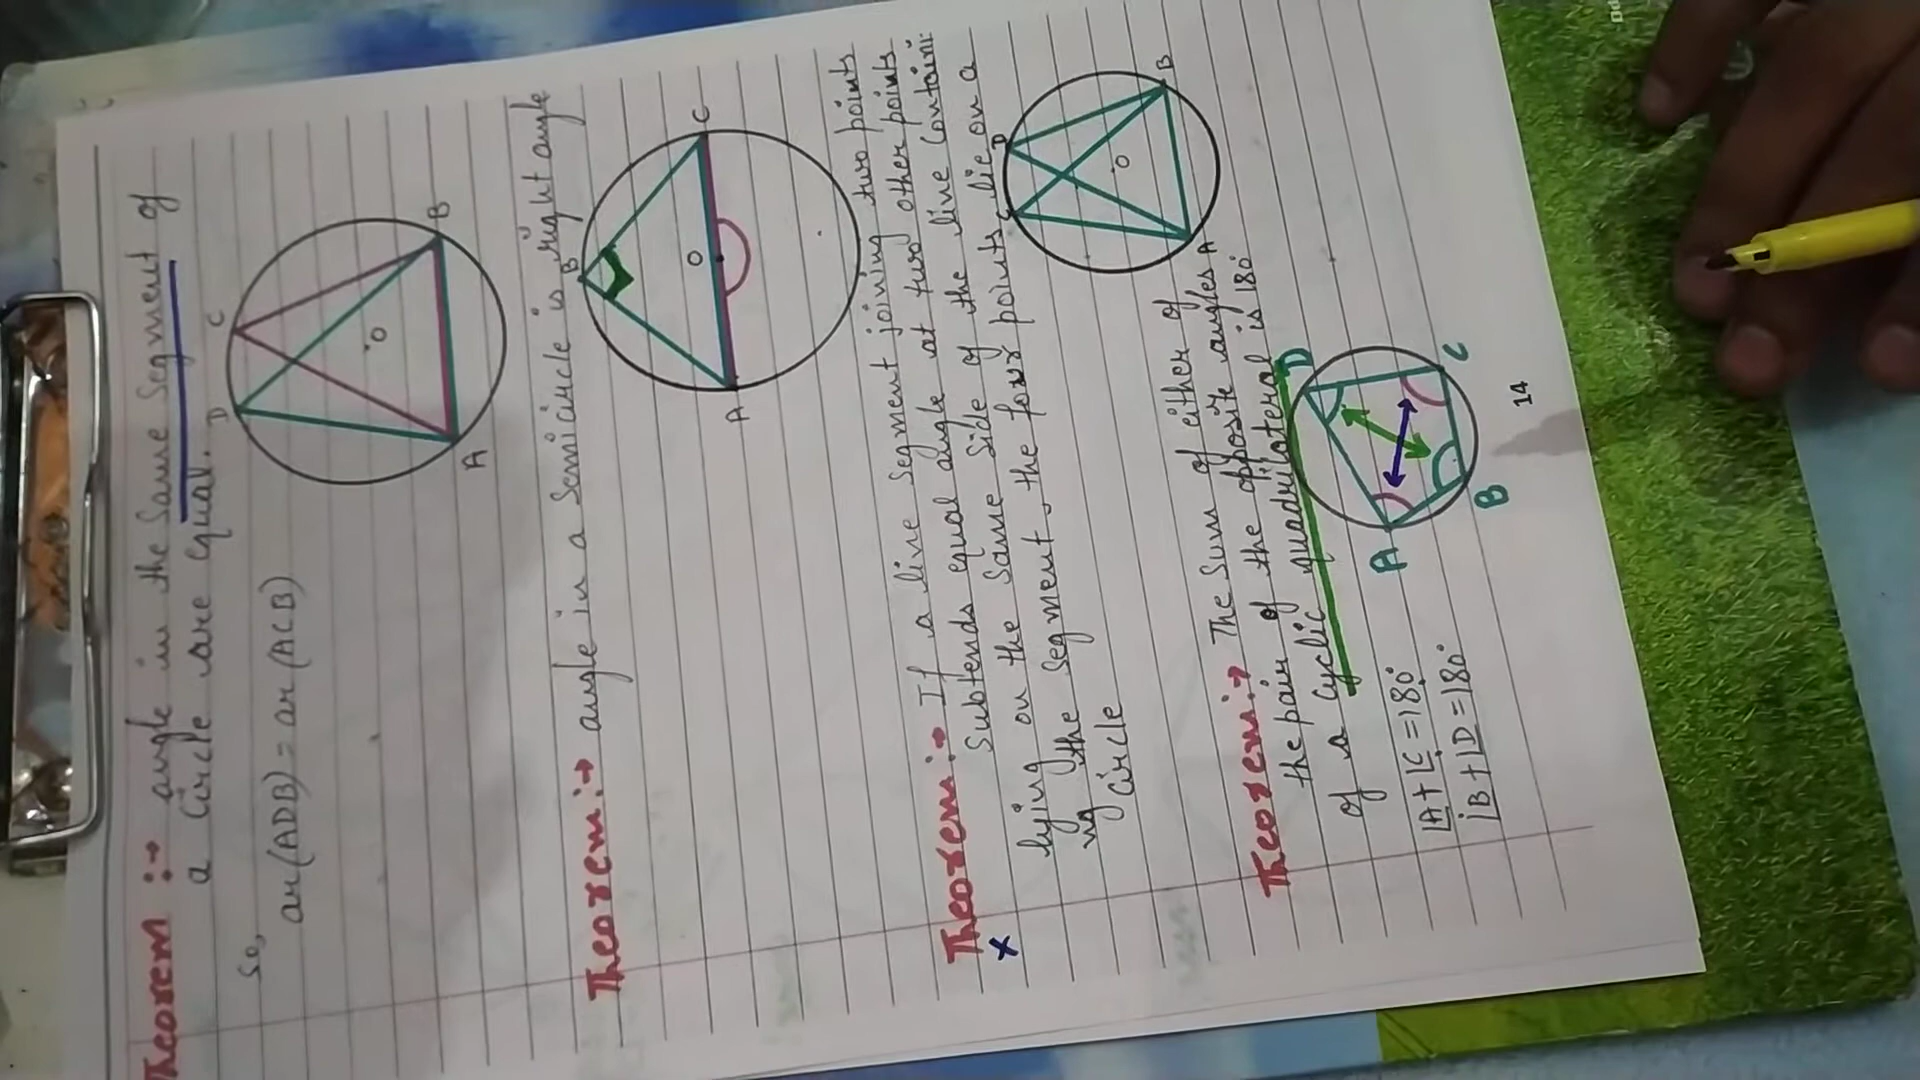 Theorem :→ angle in the Same Segment of
a Circle are equal.
So,
ar(ADB) = ar(ACB)
D
C
O
A
B
Theorem:→ angle in a Semicircle is right angle
B
C
O
A
Theorem:→ If a line Segment joining two points
x
Subtends equal angle at two other points
lying on the Same Side of the line Containi
ng the Segment, the four points lie on a
Circle
D
B
C
O
A
Theorem:→ The Sum of either of
the pair of the opposite angles
of a Cyclic quadrilateral is 180°
∠A + ∠C = 180°
∠B + ∠D = 180°
D
C
A
B
14